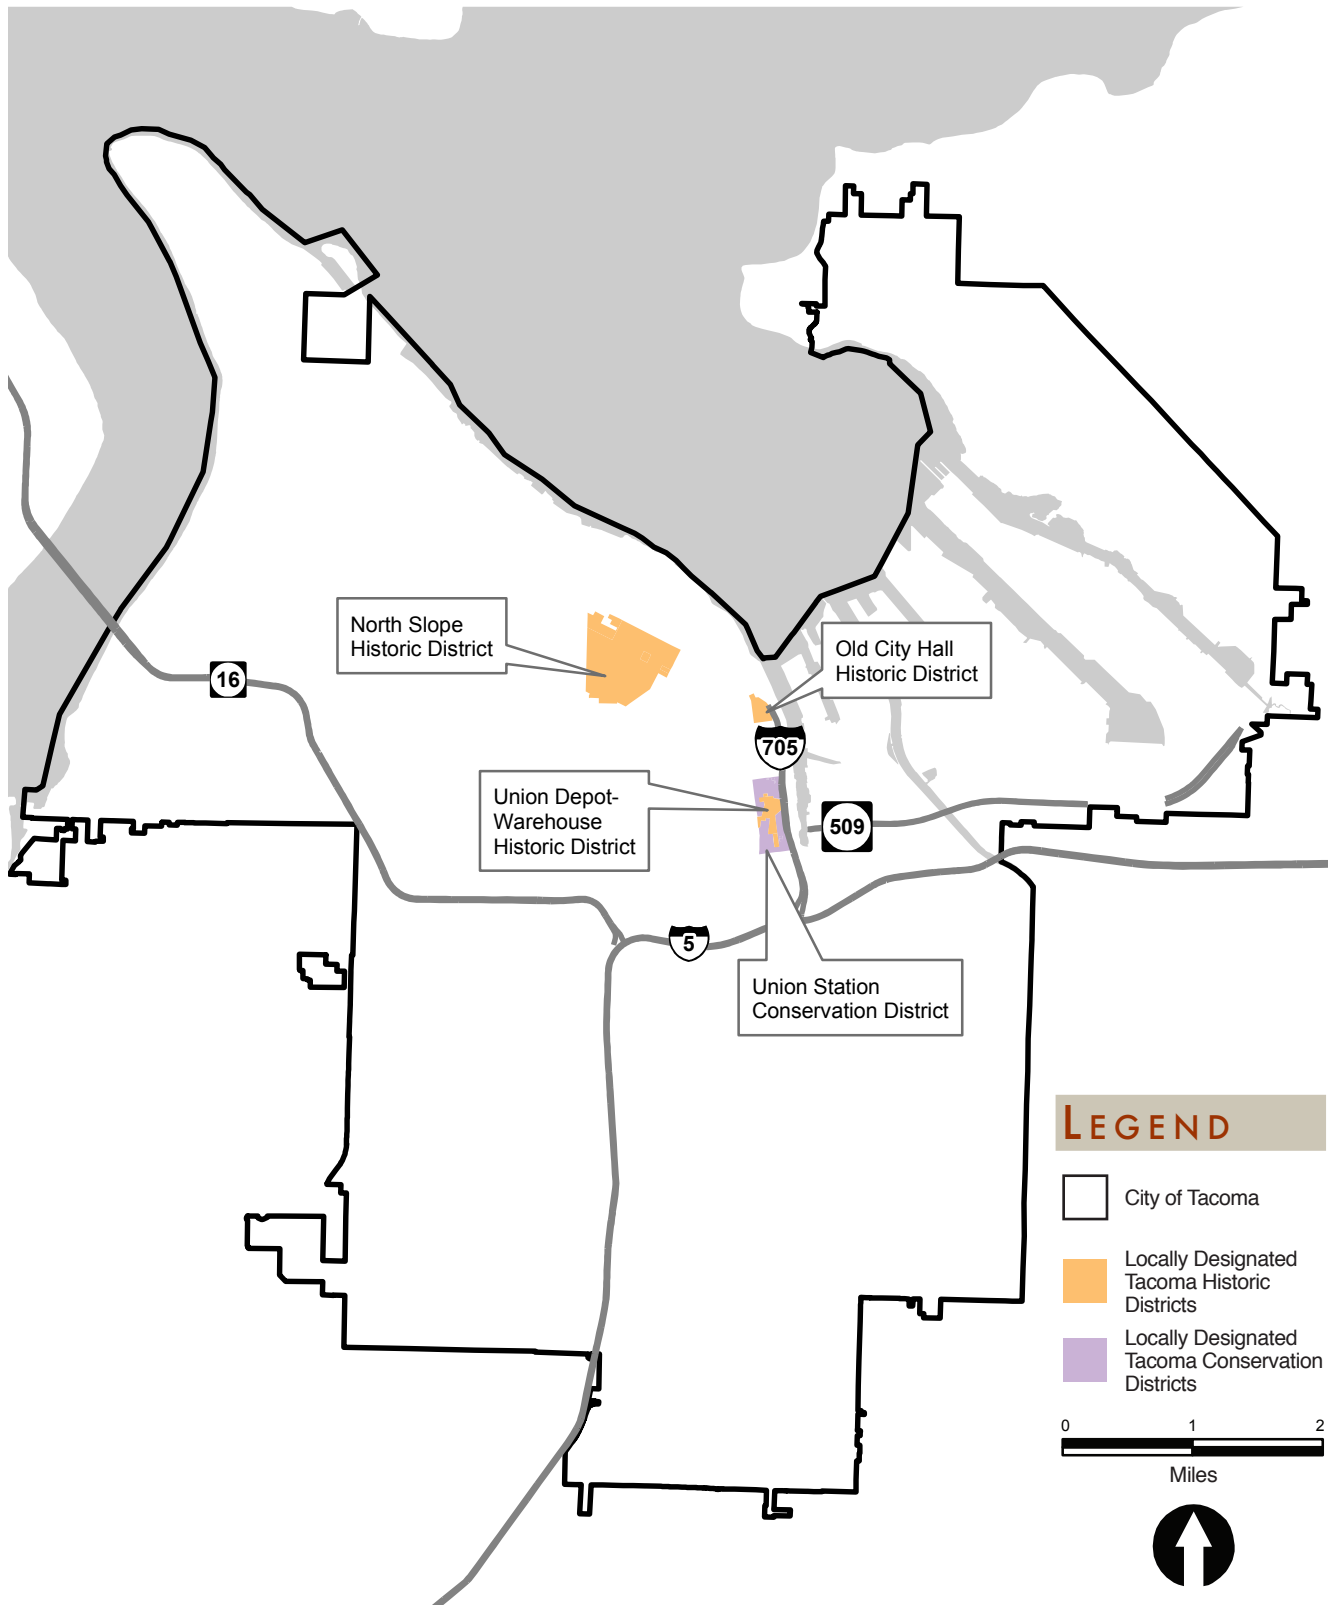 North Slope
Historic District
16
Old City Hall
Historic District
705
Union Depot-
Warehouse
Historic District
509
5
Union Station
Conservation District
LEGEND
City of Tacoma
Locally Designated
Tacoma Historic
Districts
Locally Designated
Tacoma Conservation
Districts
0 1 2
Miles